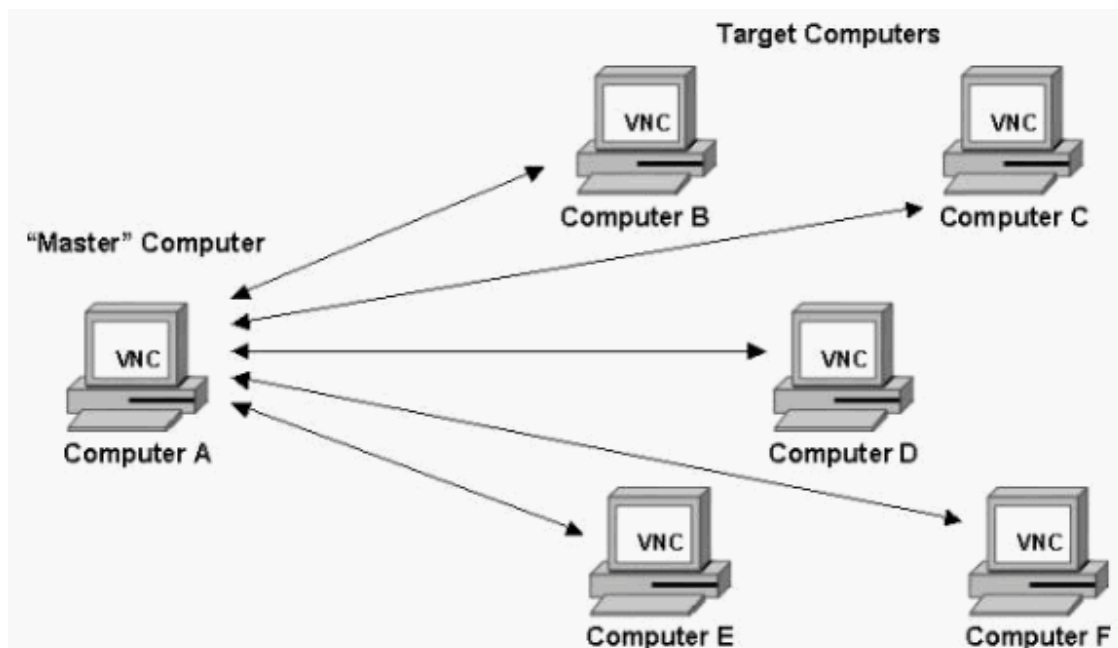 Target Computers
VNC
VNC
Computer B
Computer C
“Master” Computer
VNC
VNC
Computer A
Computer D
VNC
VNC
Computer E
Computer F